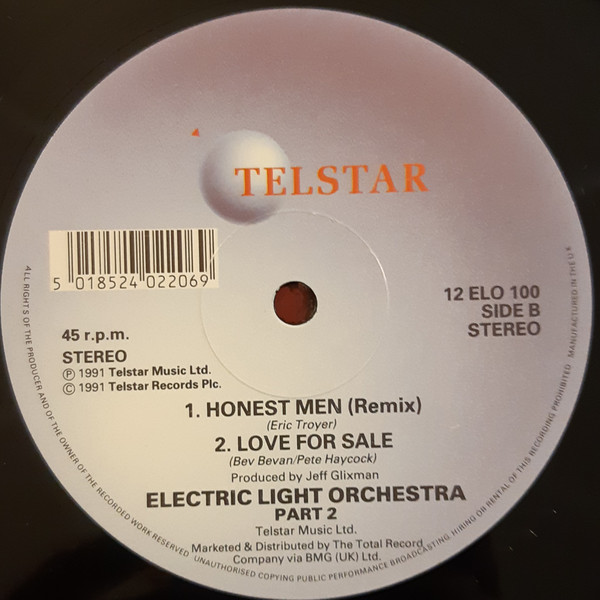 TELSTAR
5 018524 022069
12 ELO 100
SIDE B
STEREO
45 r.p.m.
STEREO
Ⓟ 1991 Telstar Music Ltd.
© 1991 Telstar Records Plc.
1. HONEST MEN (Remix)
(Eric Troyer)
2. LOVE FOR SALE
(Bev Bevan/Pete Haycock)
Produced by Jeff Glixman
ELECTRIC LIGHT ORCHESTRA
PART 2
Telstar Music Ltd.
Marketed & Distributed by The Total Record
Company via BMG (UK) Ltd.
ALL RIGHTS OF THE PRODUCER AND OF THE OWNER OF THE RECORDED WORK RESERVED UNAUTHORISED COPYING PUBLIC PERFORMANCE BROADCASTING HIRING OR RENTAL OF THIS RECORDING PROHIBITED MANUFACTURED IN THE U K